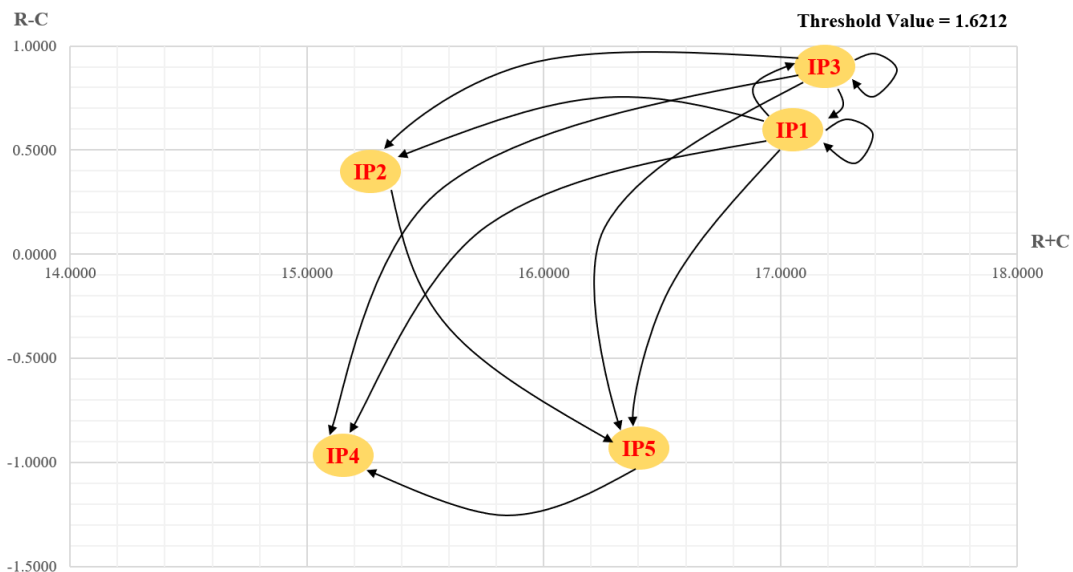 R-C
Threshold Value = 1.6212
1.0000
IP3
IP1
0.5000
IP2
0.0000
R+C
14.0000 15.0000 16.0000 17.0000 18.0000
-0.5000
IP5
IP4
-1.0000
-1.5000